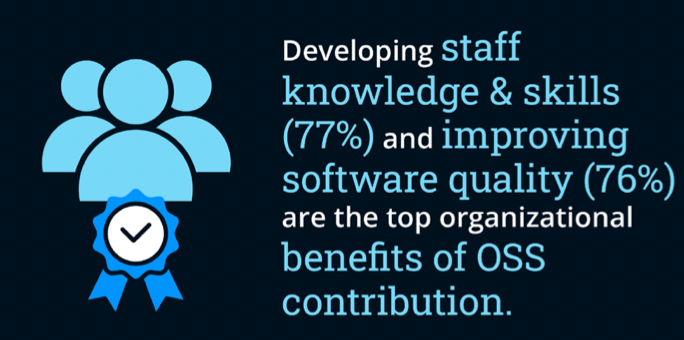 Developing staff
knowledge & skills
(77%) and improving
software quality (76%)
are the top organizational
benefits of OSS
contribution.